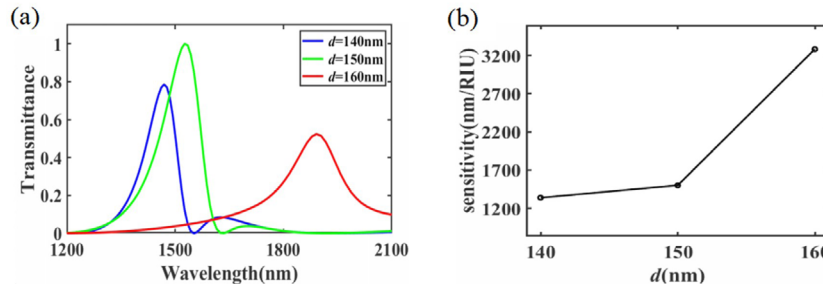 (a)
1
0.8
0.6
0.4
0.2
0
Transmittance
d=140nm
d=150nm
d=160nm
1200 1500 1800 2100
Wavelength(nm)
(b)
3200
2700
2200
1700
1200
sensitivity(nm/RIU)
140 150 160
d(nm)